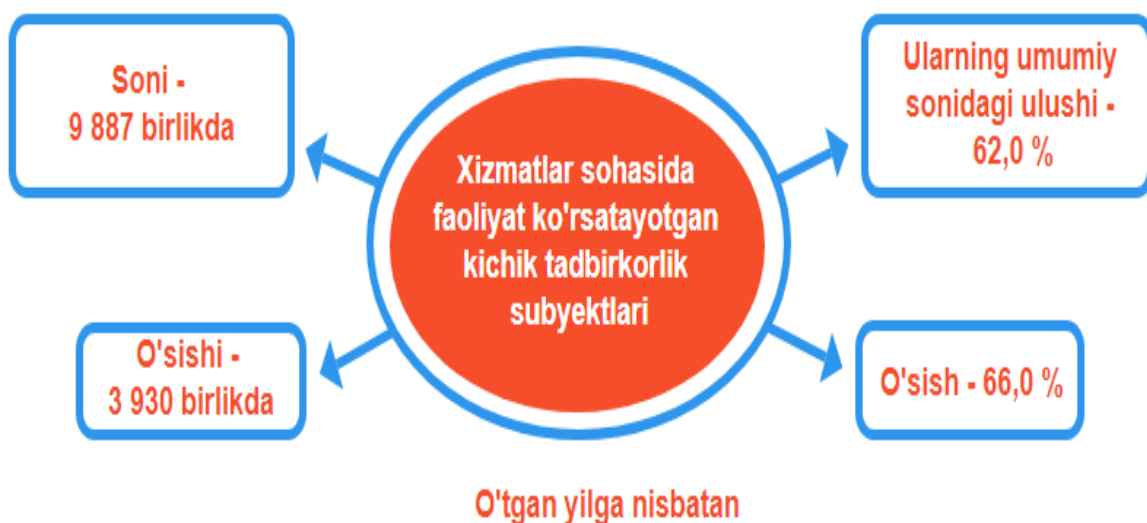 Soni -
9 887 birlikda
Ularning umumiy
sonidagi ulushi -
62,0 %
Xizmatlar sohasida
faoliyat ko'rsatayotgan
kichik tadbirkorlik
subyektlari
O'sishi -
3 930 birlikda
O'sish - 66,0 %
O'tgan yilga nisbatan